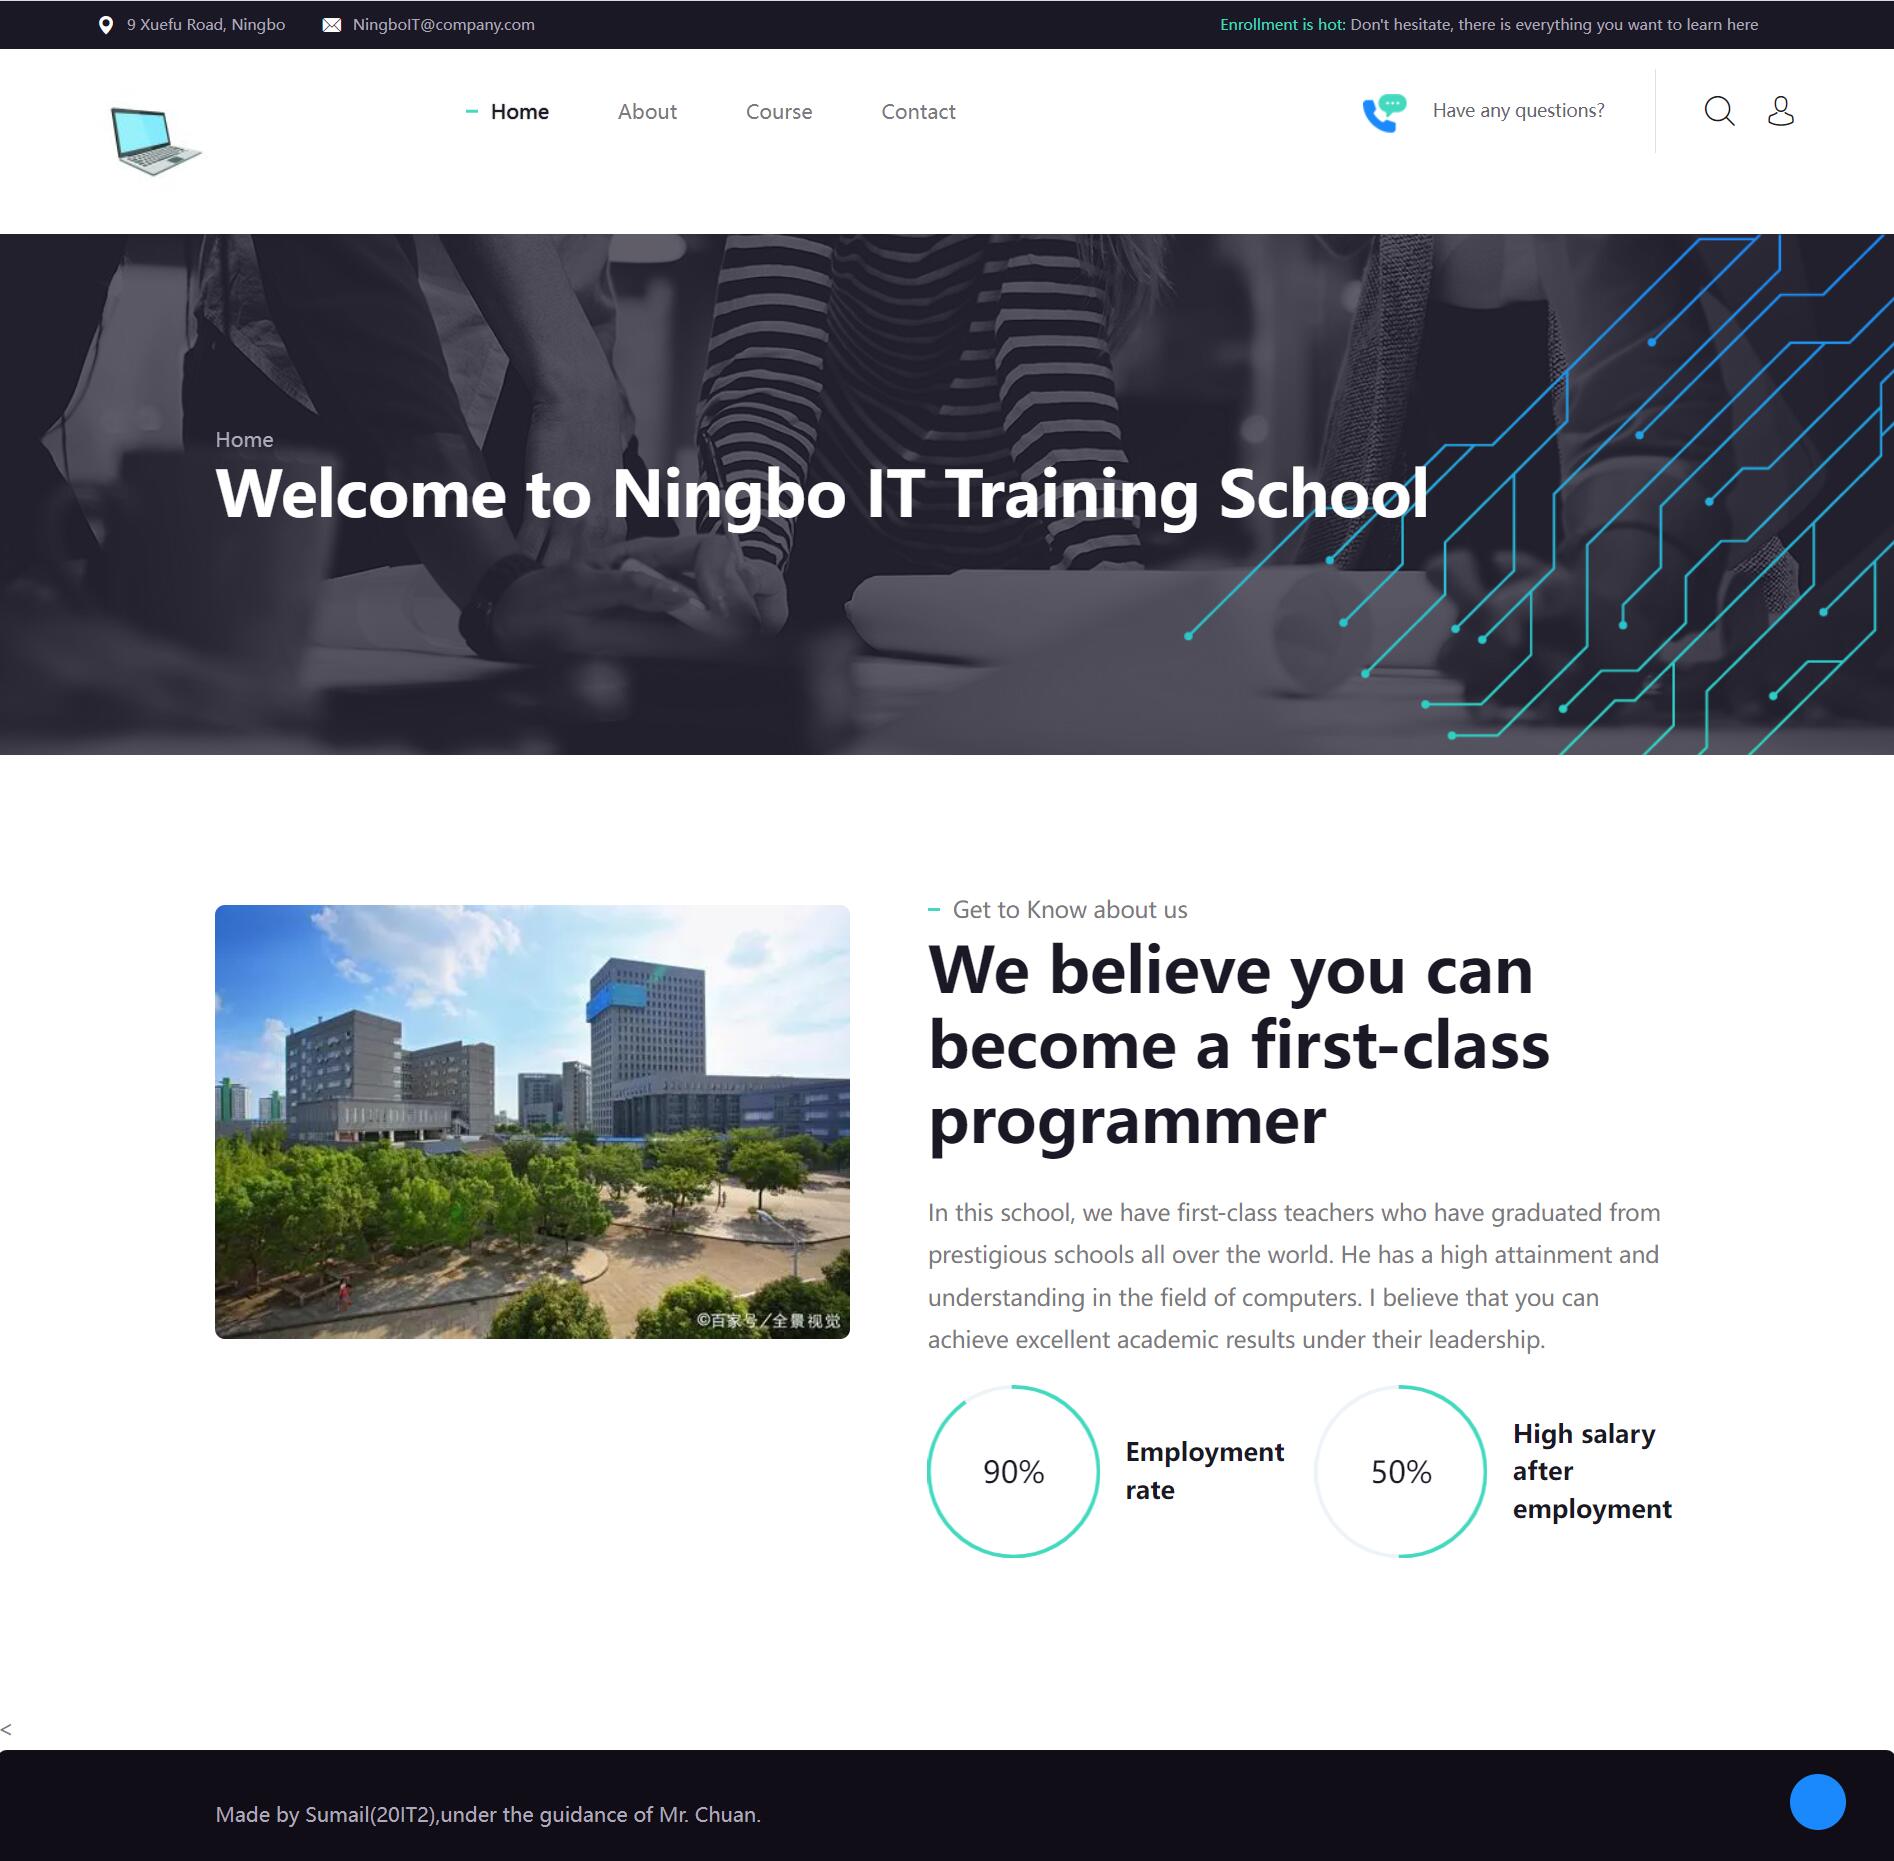 9 Xuefu Road, Ningbo
NingboIT@company.com
Enrollment is hot: Don't hesitate, there is everything you want to learn here
Home
About
Course
Contact
Have any questions?
Home
Welcome to Ningbo IT Training School
Get to Know about us
We believe you can
become a first-class
programmer
In this school, we have first-class teachers who have graduated from
prestigious schools all over the world. He has a high attainment and
understanding in the field of computers. I believe that you can
achieve excellent academic results under their leadership.
©百家号/全景视觉
90%
Employment
rate
50%
High salary
after
employment
<
Made by Sumail(20IT2),under the guidance of Mr. Chuan.